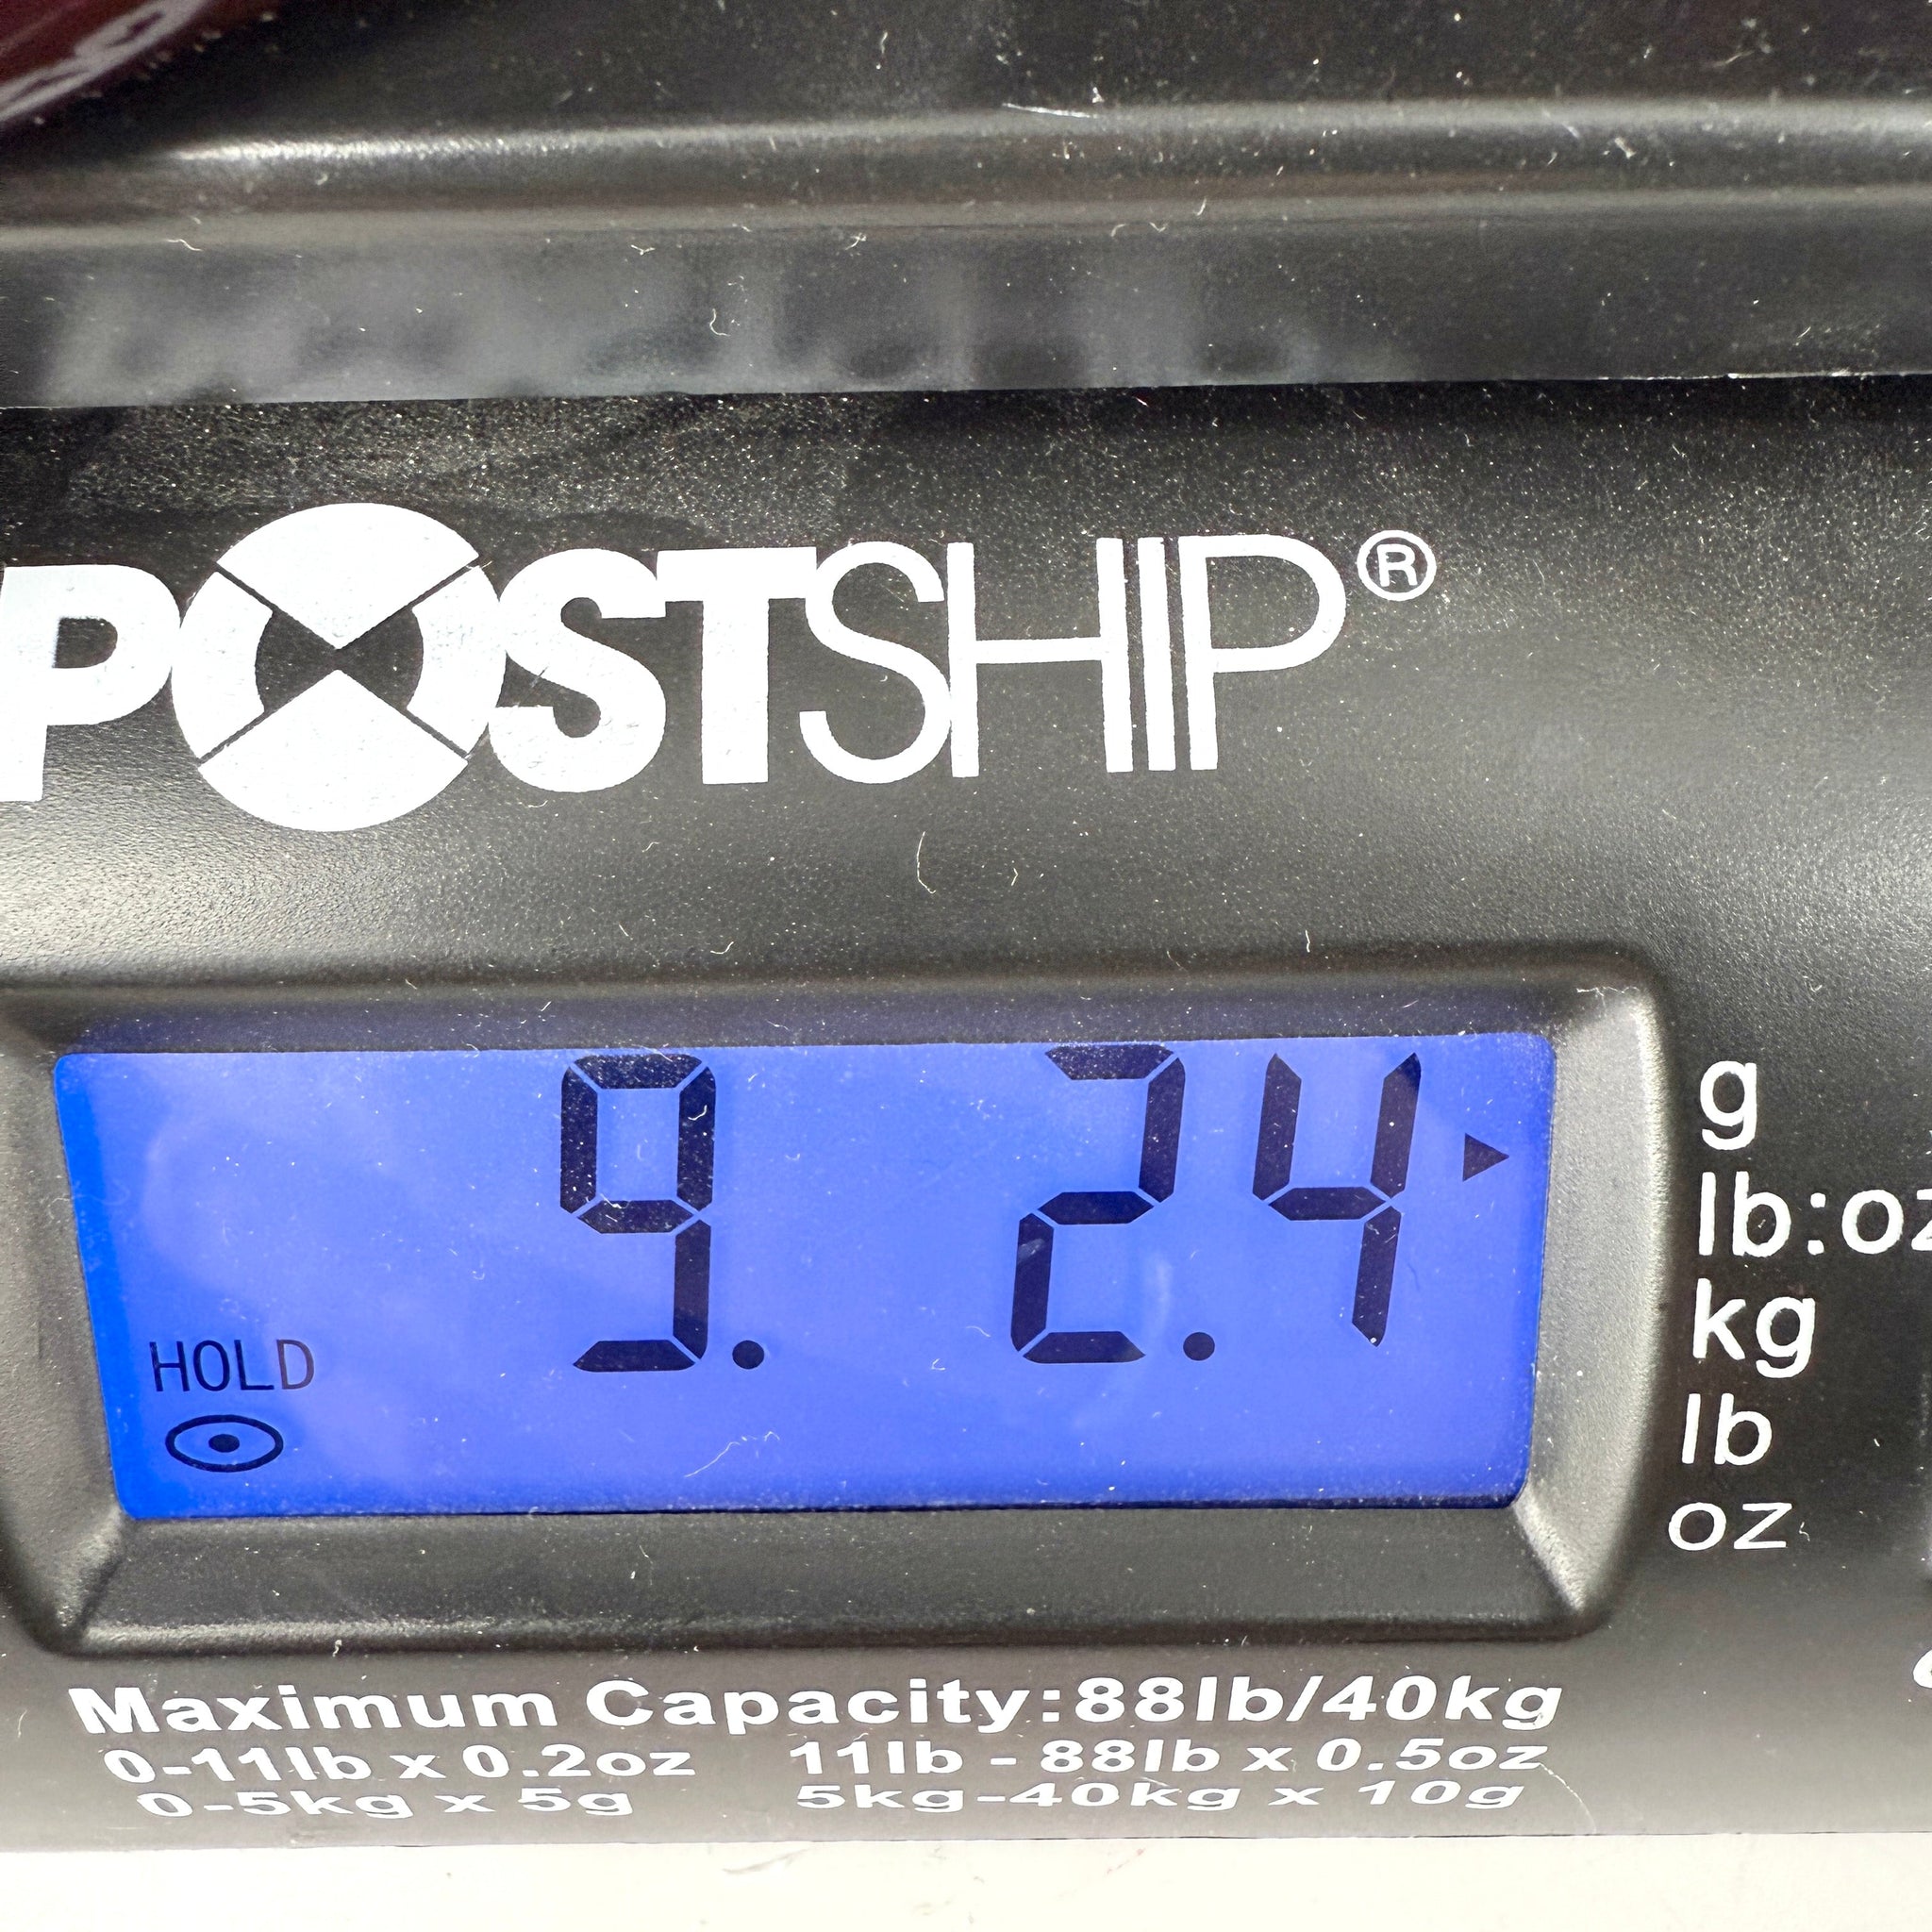 POSTSHIP®
9. 2.4
HOLD
g
lb:oz
kg
lb
oz
Maximum Capacity:88lb/40kg
0-11lb x 0.2oz 11lb - 88lb x 0.5oz
0-5kg x 5g 5kg-40kg x 10g